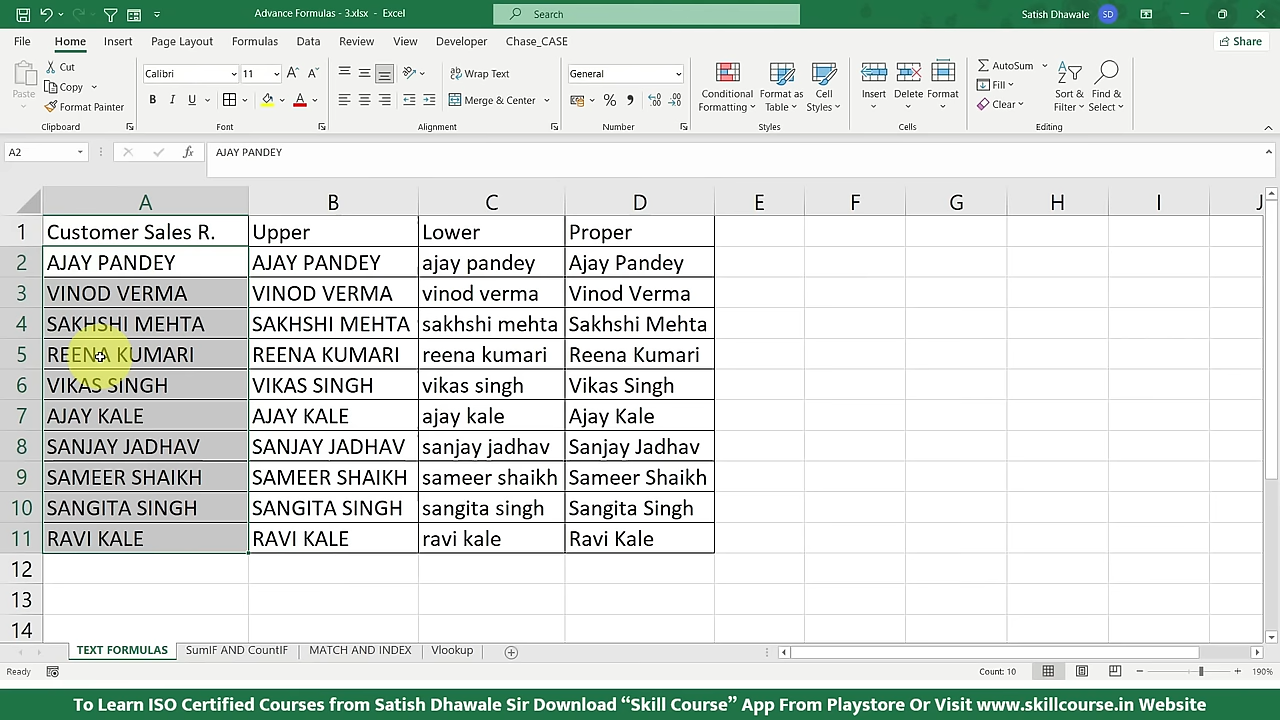 Advance Formulas - 3.xlsx - Excel
Search
Satish Dhawale SD
File Home Insert Page Layout Formulas Data Review View Developer Chase_CASE Share
Paste
Cut
Copy
Format Painter
Clipboard
Calibri 11
B I U
Font
Wrap Text
Merge & Center
Alignment
General
Number
Conditional Formatting
Format as Table
Cell Styles
Styles
Insert Delete Format
Cells
AutoSum
Fill
Clear
Sort & Filter
Find & Select
Editing
A2 fx AJAY PANDEY
A B C D E F G H I J
1 Customer Sales R. Upper Lower Proper
2 AJAY PANDEY AJAY PANDEY ajay pandey Ajay Pandey
3 VINOD VERMA VINOD VERMA vinod verma Vinod Verma
4 SAKHSHI MEHTA SAKHSHI MEHTA sakhshi mehta Sakhshi Mehta
5 REENA KUMARI REENA KUMARI reena kumari Reena Kumari
6 VIKAS SINGH VIKAS SINGH vikas singh Vikas Singh
7 AJAY KALE AJAY KALE ajay kale Ajay Kale
8 SANJAY JADHAV SANJAY JADHAV sanjay jadhav Sanjay Jadhav
9 SAMEER SHAIKH SAMEER SHAIKH sameer shaikh Sameer Shaikh
10 SANGITA SINGH SANGITA SINGH sangita singh Sangita Singh
11 RAVI KALE RAVI KALE ravi kale Ravi Kale
12
13
14
TEXT FORMULAS SumIF AND CountIF MATCH AND INDEX Vlookup
Ready Count: 10 190%
To Learn ISO Certified Courses from Satish Dhawale Sir Download “Skill Course” App From Playstore Or Visit www.skillcourse.in Website